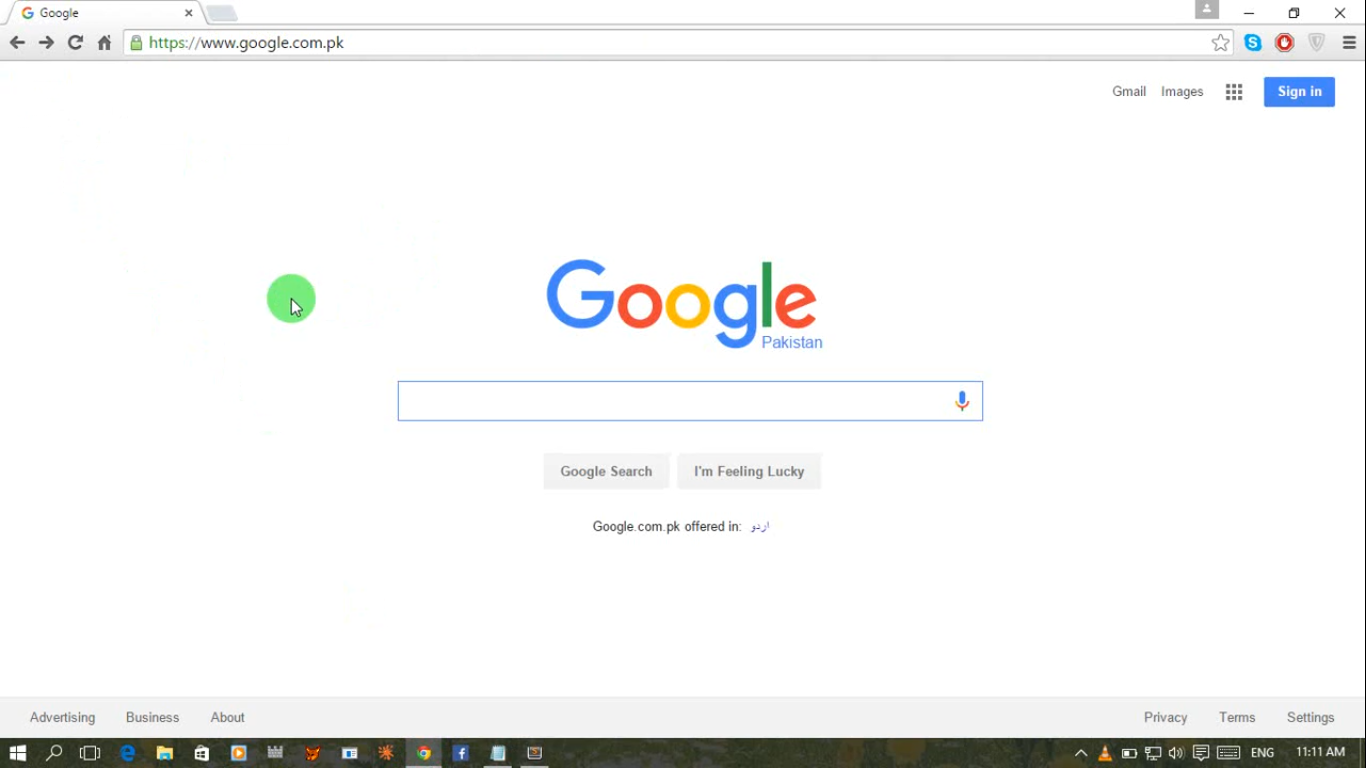 Google
https://www.google.com.pk
Gmail Images Sign in
Google
Pakistan
Google Search I'm Feeling Lucky
Google.com.pk offered in: اردو
Advertising Business About Privacy Terms Settings
ENG 11:11 AM